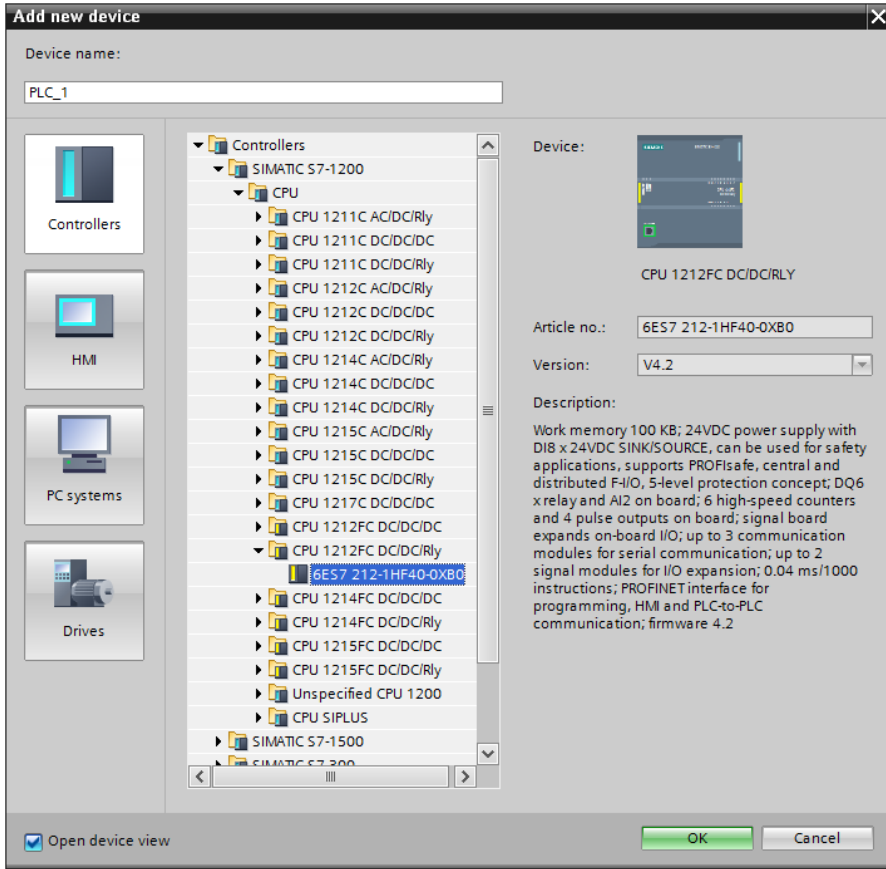 Add new device
Device name:
PLC_1
Controllers
HMI
PC systems
Drives
Controllers
SIMATIC S7-1200
CPU
CPU 1211C AC/DC/Rly
CPU 1211C DC/DC/DC
CPU 1211C DC/DC/Rly
CPU 1212C AC/DC/Rly
CPU 1212C DC/DC/DC
CPU 1212C DC/DC/Rly
CPU 1214C AC/DC/Rly
CPU 1214C DC/DC/DC
CPU 1214C DC/DC/Rly
CPU 1215C AC/DC/Rly
CPU 1215C DC/DC/DC
CPU 1215C DC/DC/Rly
CPU 1217C DC/DC/DC
CPU 1212FC DC/DC/DC
CPU 1212FC DC/DC/Rly
6ES7 212-1HF40-0XB0
CPU 1214FC DC/DC/DC
CPU 1214FC DC/DC/Rly
CPU 1215FC DC/DC/DC
CPU 1215FC DC/DC/Rly
Unspecified CPU 1200
CPU SIPLUS
SIMATIC S7-1500
SIMATIC S7-300
Device:
SIEMENS
CPU 1212FC DC/DC/RLY
Article no.:
6ES7 212-1HF40-0XB0
Version:
V4.2
Description:
Work memory 100 KB; 24VDC power supply with
DI8 x 24VDC SINK/SOURCE, can be used for safety
applications, supports PROFIsafe, central and
distributed F-I/O, 5-level protection concept; DQ6
x relay and AI2 on board; 6 high-speed counters
and 4 pulse outputs on board; signal board
expands on-board I/O; up to 3 communication
modules for serial communication; up to 2
signal modules for I/O expansion; 0.04 ms/1000
instructions; PROFINET interface for
programming, HMI and PLC-to-PLC
communication; firmware 4.2
Open device view
OK
Cancel